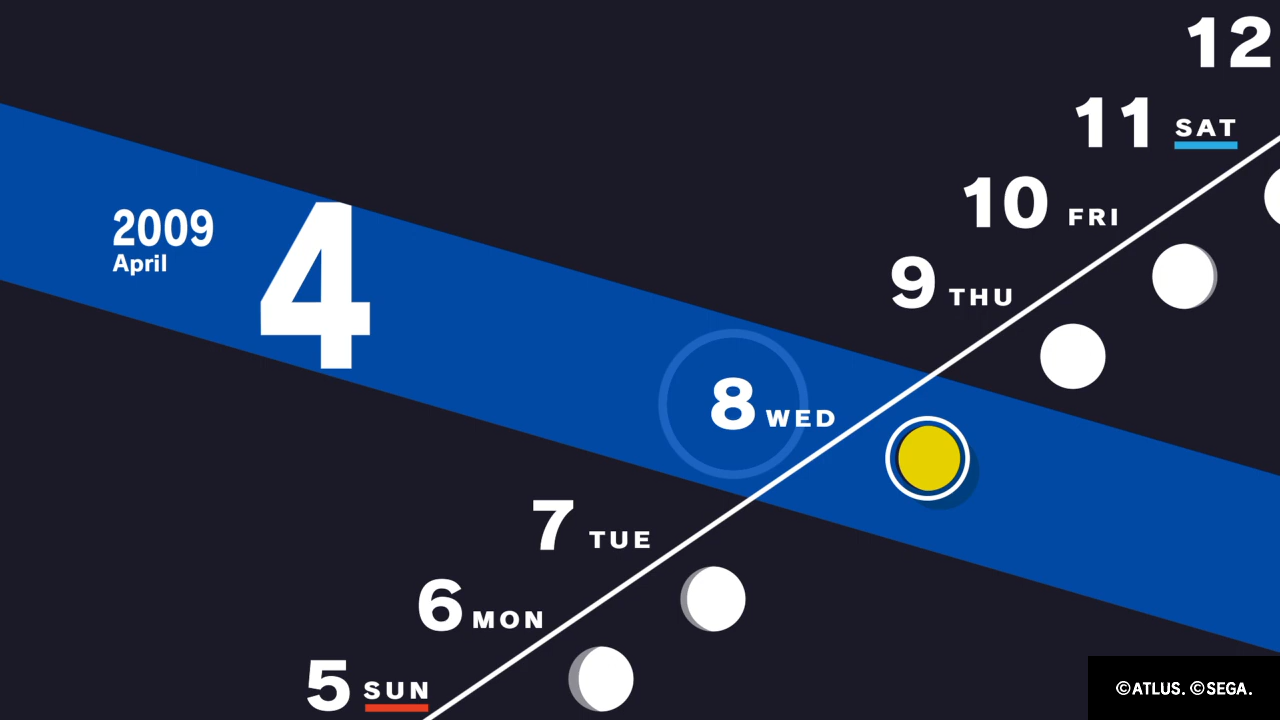 12
11 SAT
10 FRI
2009
April
4
9 THU
8 WED
7 TUE
6 MON
5 SUN
©ATLUS. ©SEGA.